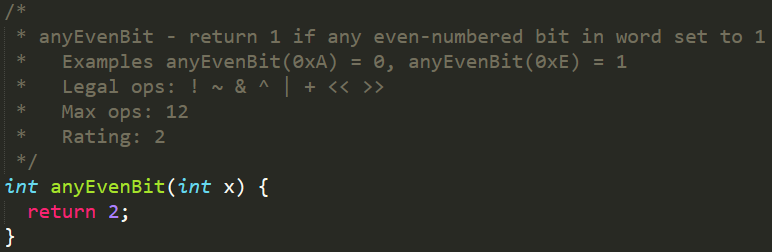 /*
 * anyEvenBit - return 1 if any even-numbered bit in word set to 1
 *   Examples anyEvenBit(0xA) = 0, anyEvenBit(0xE) = 1
 *   Legal ops: ! ~ & ^ | + << >>
 *   Max ops: 12
 *   Rating: 2
 */
int anyEvenBit(int x) {
  return 2;
}